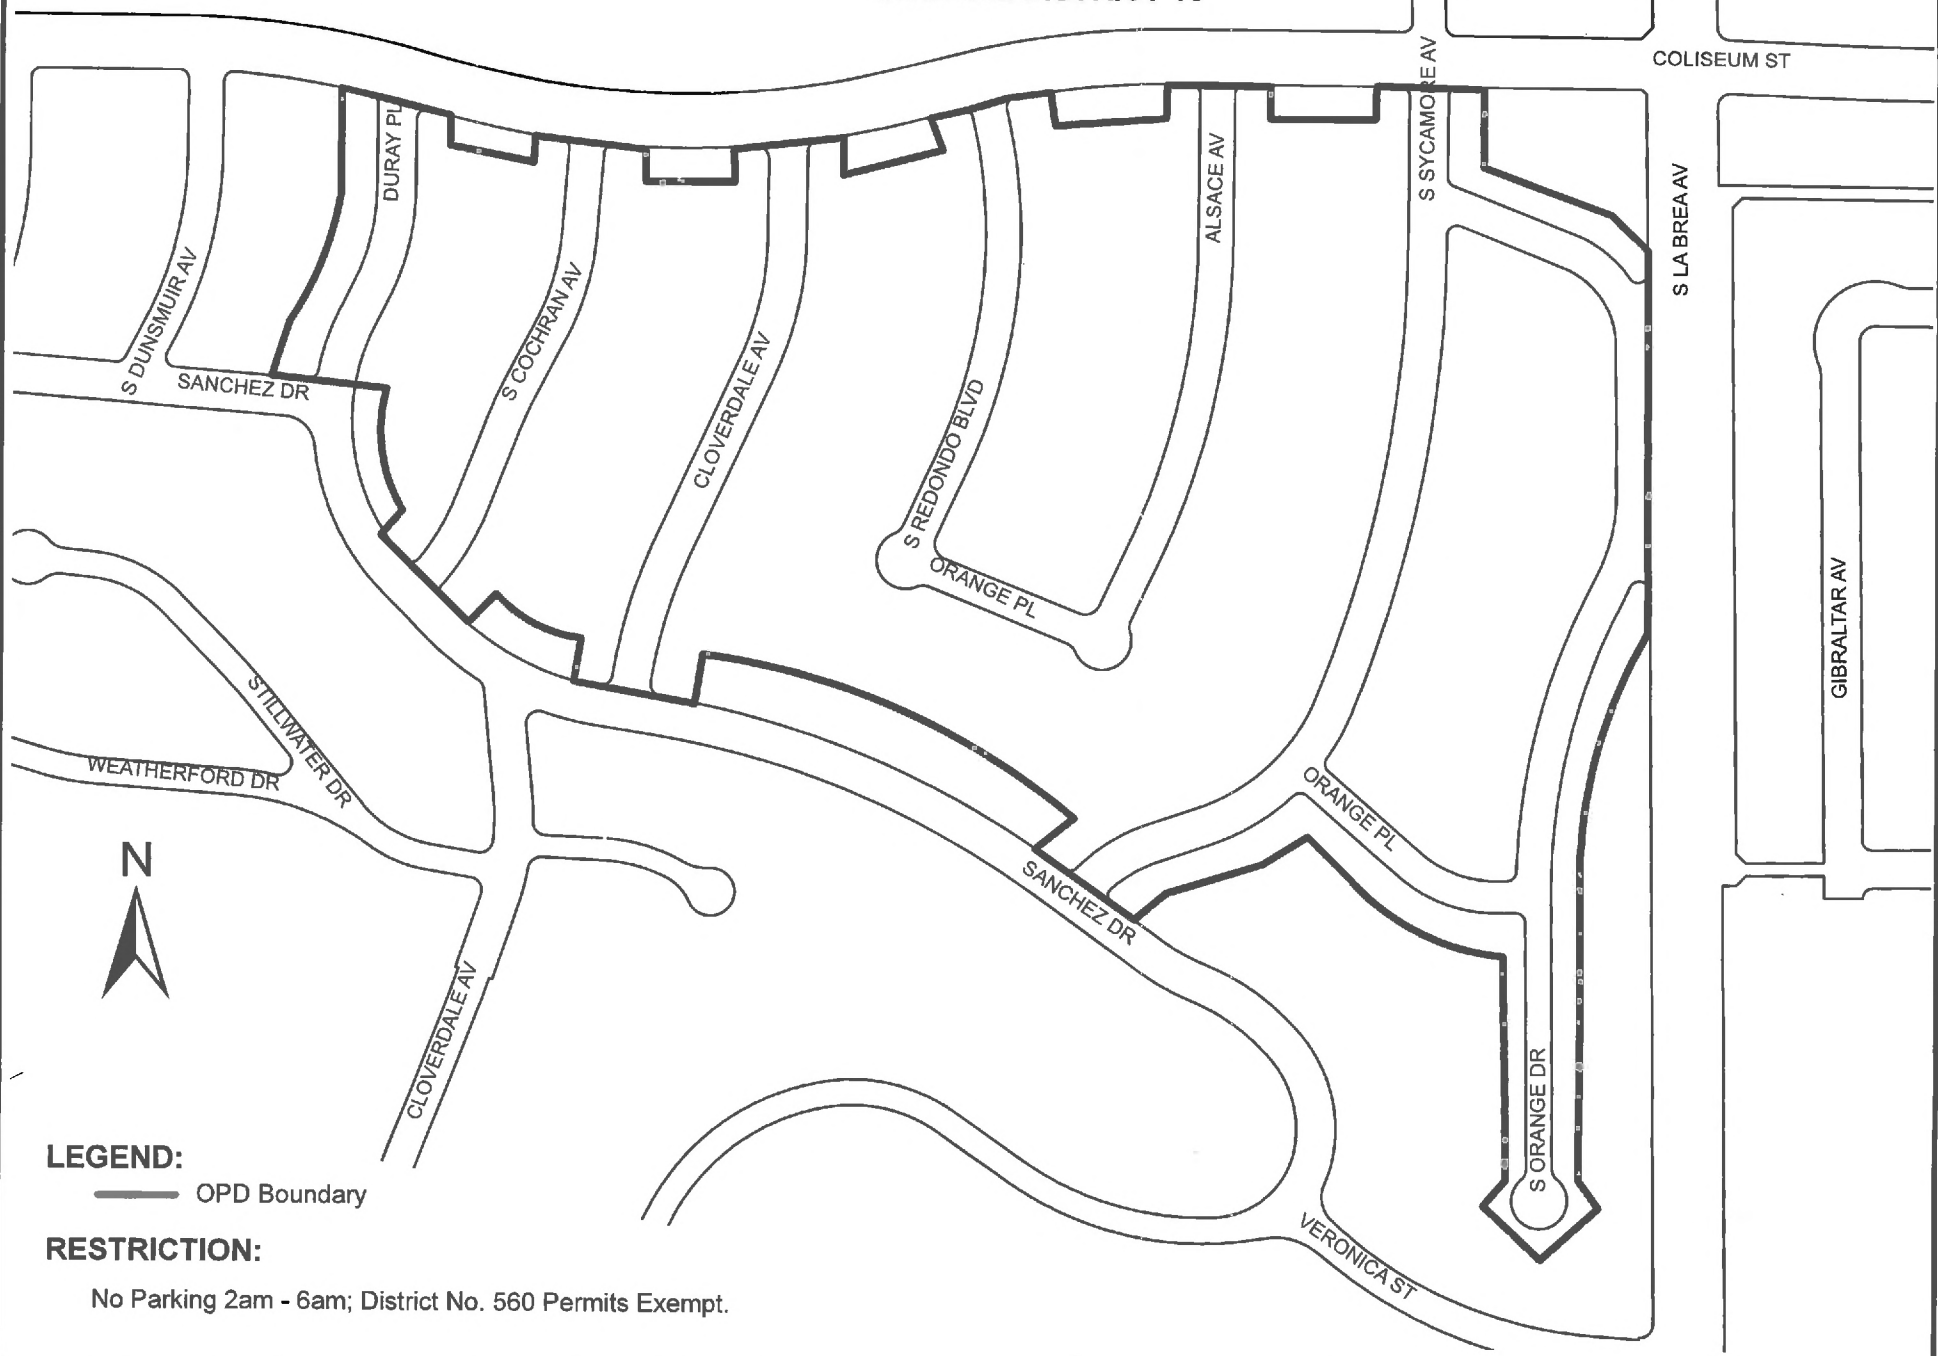 COLISEUM ST
S SYCAMORE AV
DURAY PL
ALSACE AV
S LA BREA AV
S DUNSMUIR AV
S COCHRAN AV
CLOVERDALE AV
SANCHEZ DR
S REDONDO BLVD
ORANGE PL
GIBRALTAR AV
STILLWATER DR
WEATHERFORD DR
ORANGE PL
N
SANCHEZ DR
CLOVERDALE AV
S ORANGE DR
VERONICA ST
LEGEND:
OPD Boundary
RESTRICTION:
No Parking 2am - 6am; District No. 560 Permits Exempt.